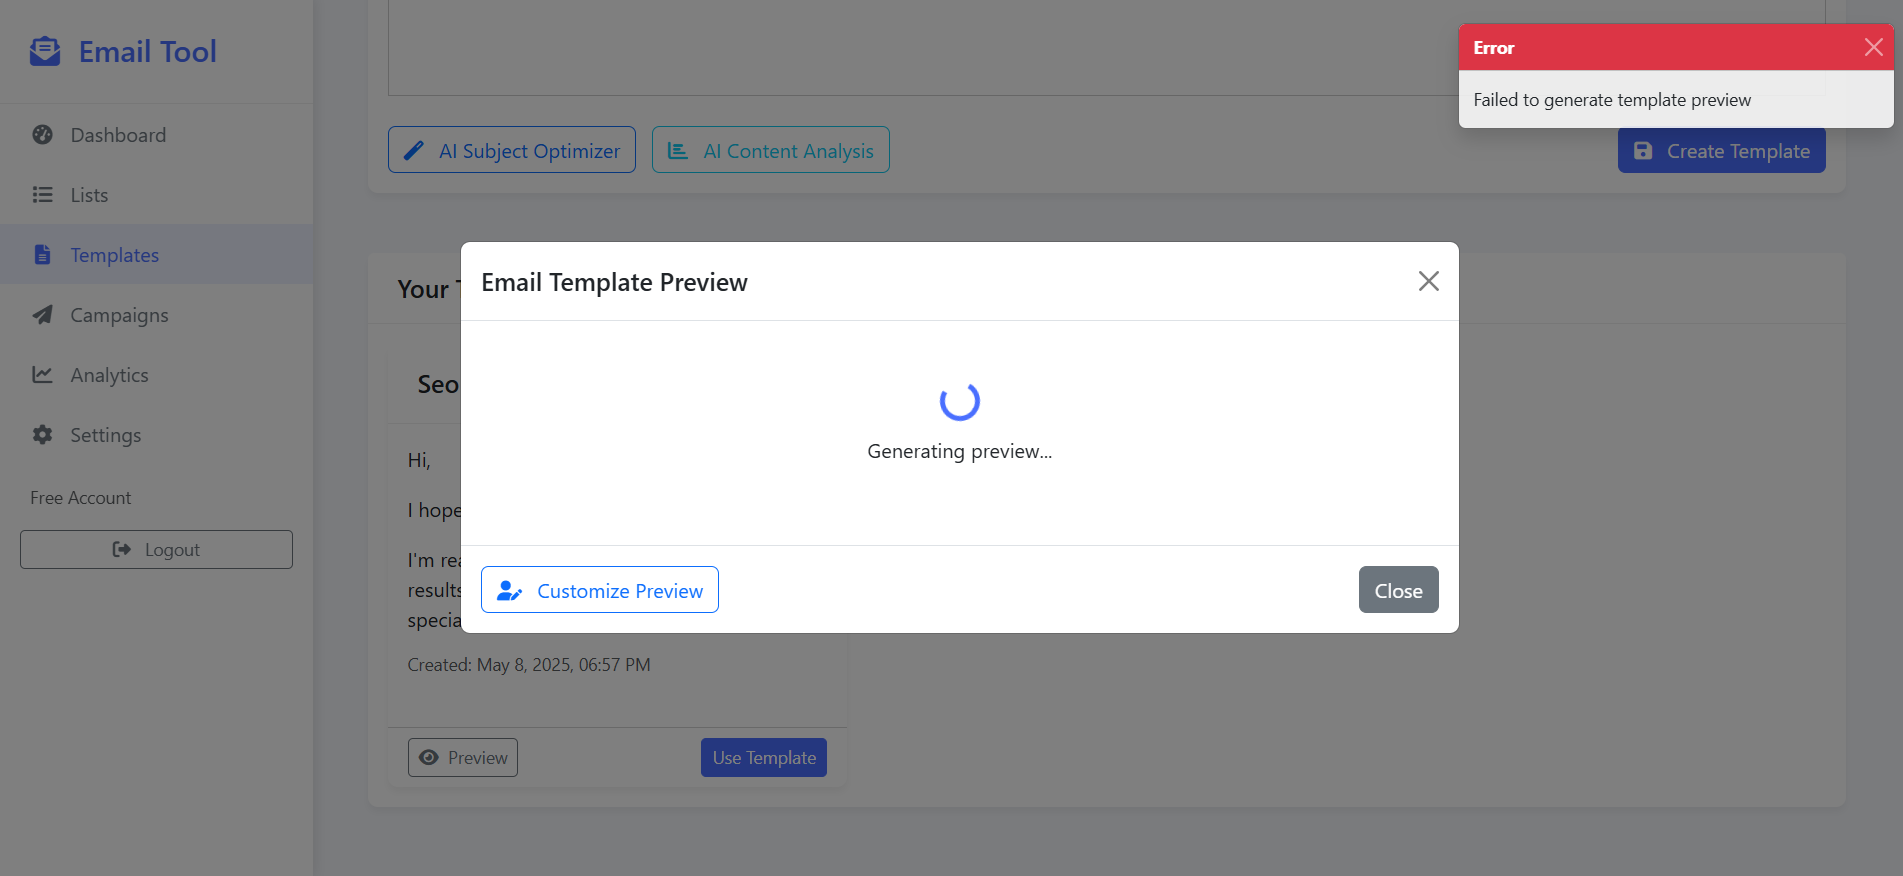 Email Tool
Dashboard
Lists
Templates
Campaigns
Analytics
Settings
Free Account
Logout
AI Subject Optimizer
AI Content Analysis
Create Template
Error
Failed to generate template preview
Your
Seo
Hi,
I hope
I'm
results
Created: May 8, 2025, 06:57 PM
Preview
Use Template
Email Template Preview
Generating preview...
Customize Preview
Close